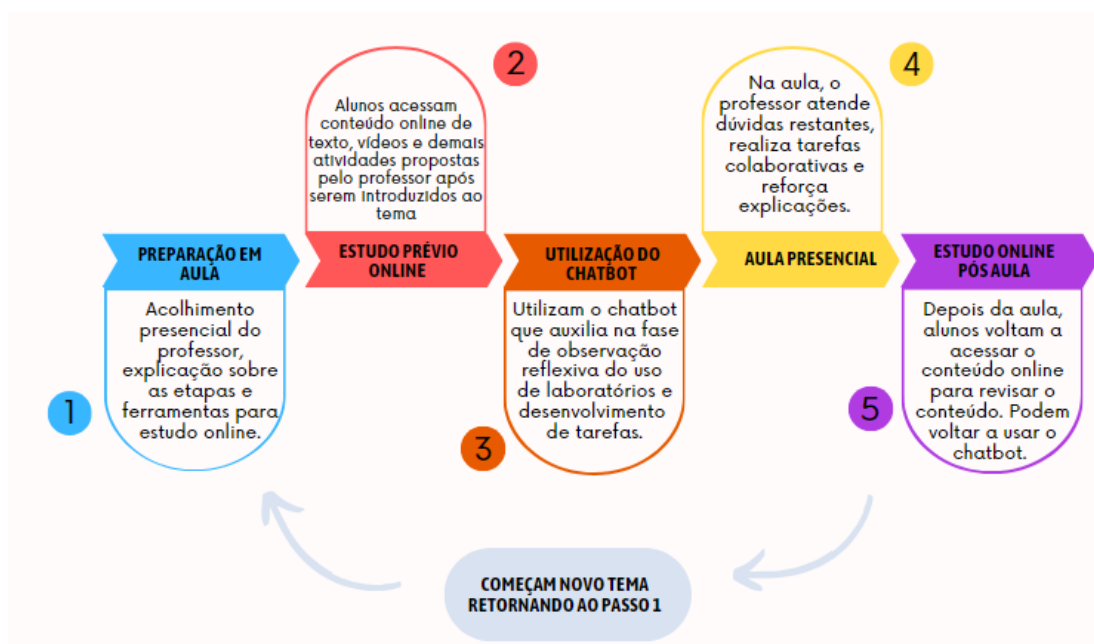 1
PREPARAÇÃO EM
AULA
Acolhimento
presencial do
professor,
explicação sobre
as etapas e
ferramentas para
estudo online.
2
Alunos acessam
conteúdo online de
texto, vídeos e demais
atividades propostas
pelo professor após
serem introduzidos ao
tema
ESTUDO PRÉVIO
ONLINE
3
UTILIZAÇÃO DO
CHATBOT
Utilizam o chatbot
que auxilia na fase
de observação
reflexiva do uso
de laboratórios e
desenvolvimento
de tarefas.
4
Na aula, o
professor atende
dúvidas restantes,
realiza tarefas
colaborativas e
reforça
explicações.
AULA PRESENCIAL
5
ESTUDO ONLINE
PÓS AULA
Depois da aula,
alunos voltam a
acessar o
conteúdo online
para revisar o
conteúdo. Podem
voltar a usar o
chatbot.
COMEÇAM NOVO TEMA
RETORNANDO AO PASSO 1